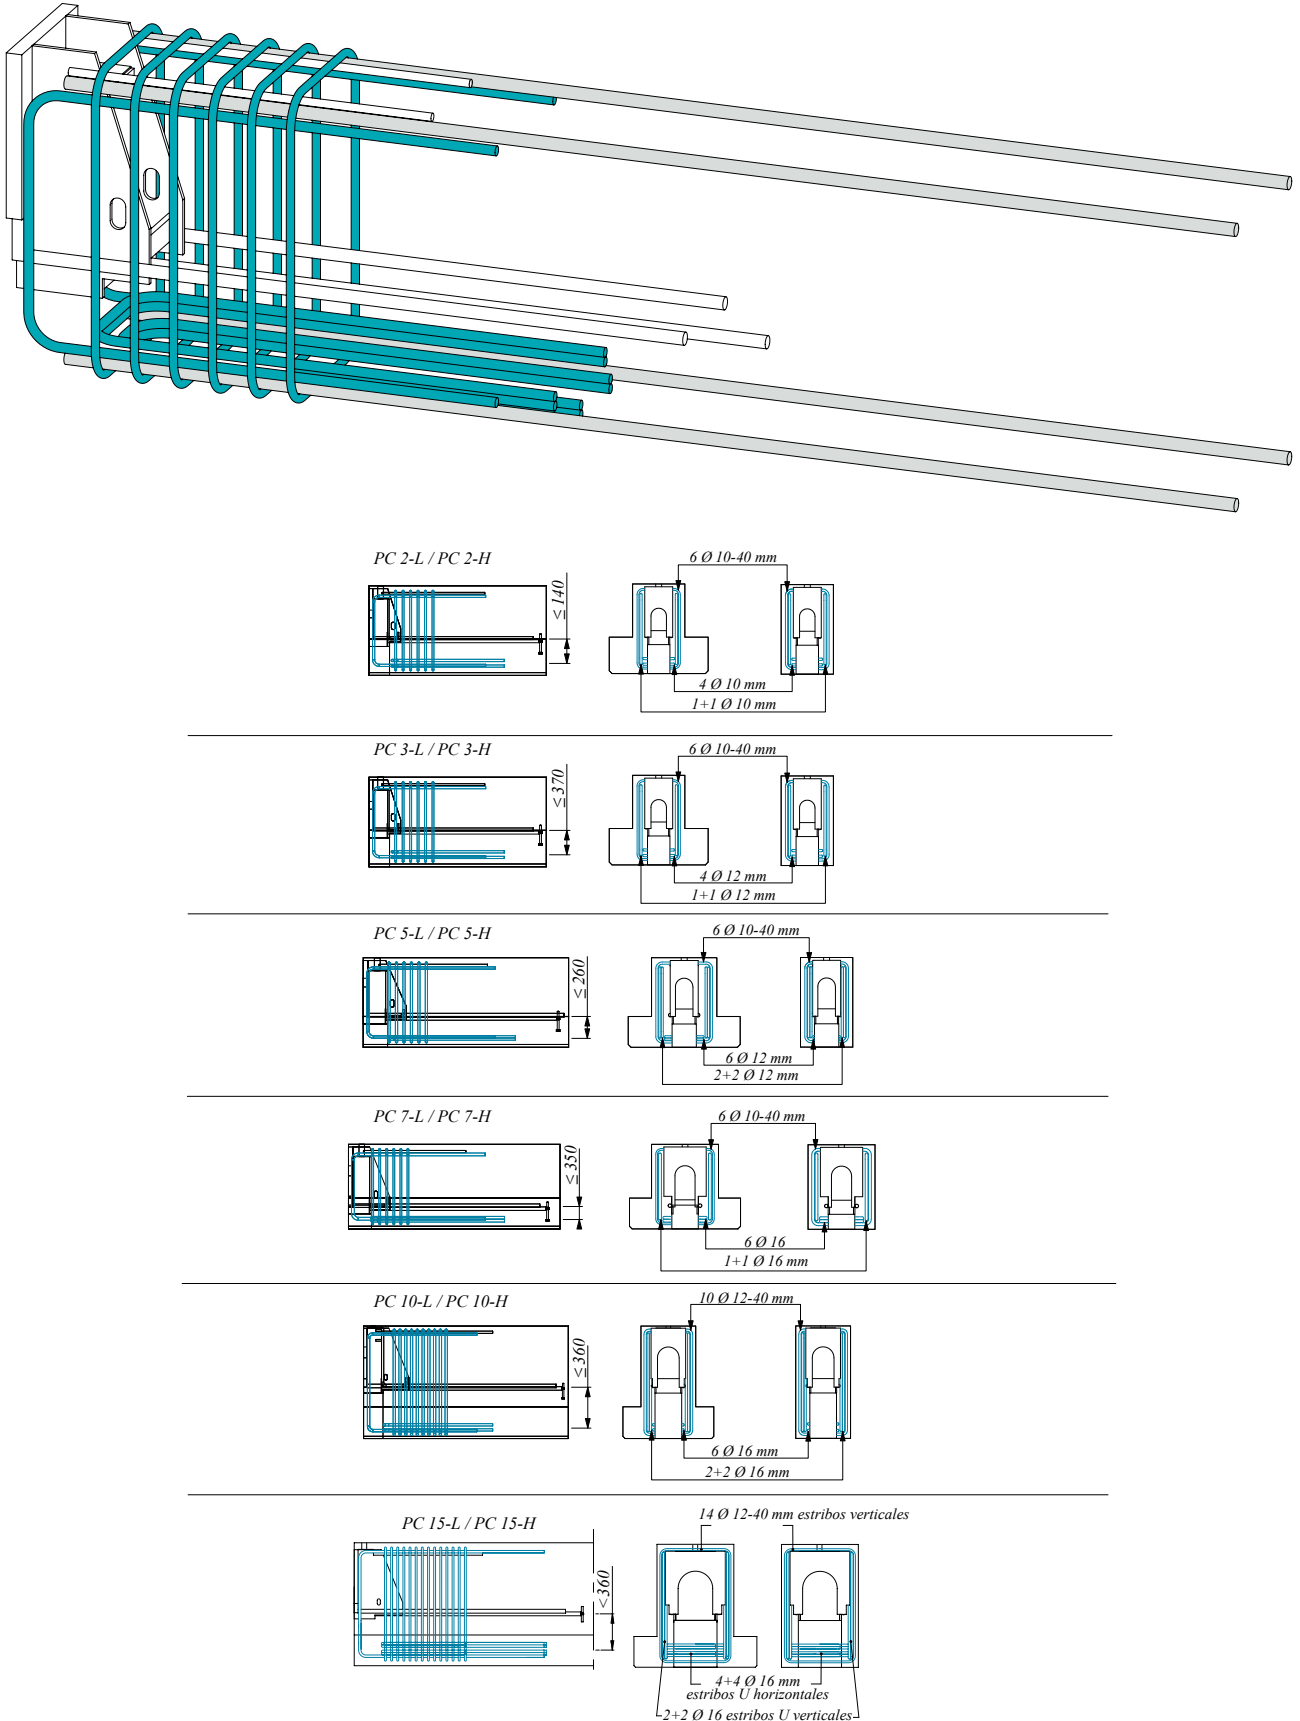 PC 2-L / PC 2-H
6 Ø 10-40 mm
≤ 140
4 Ø 10 mm
1+1 Ø 10 mm
PC 3-L / PC 3-H
6 Ø 10-40 mm
≤ 370
4 Ø 12 mm
1+1 Ø 12 mm
PC 5-L / PC 5-H
6 Ø 10-40 mm
≤ 260
6 Ø 12 mm
2+2 Ø 12 mm
PC 7-L / PC 7-H
6 Ø 10-40 mm
≤ 350
6 Ø 16
1+1 Ø 16 mm
PC 10-L / PC 10-H
10 Ø 12-40 mm
≤ 360
6 Ø 16 mm
2+2 Ø 16 mm
PC 15-L / PC 15-H
14 Ø 12-40 mm estribos verticales
<360
4+4 Ø 16 mm
estribos U horizontales
2+2 Ø 16 estribos U verticales